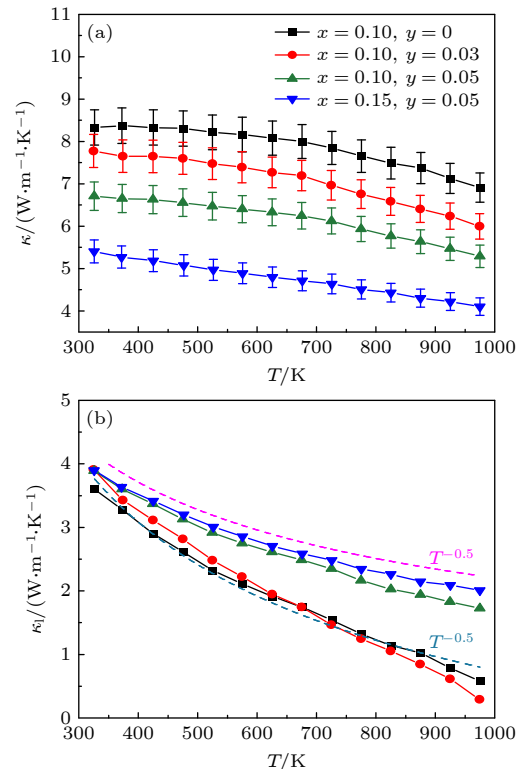 (a)
x = 0.10, y = 0
x = 0.10, y = 0.03
x = 0.10, y = 0.05
x = 0.15, y = 0.05
11
10
9
8
7
6
5
4
κ/(W·m⁻¹·K⁻¹)
300 400 500 600 700 800 900 1000
T/K
(b)
6
5
4
3
2
1
0
κl/(W·m⁻¹·K⁻¹)
T⁻⁰·⁵
T⁻⁰·⁵
300 400 500 600 700 800 900 1000
T/K